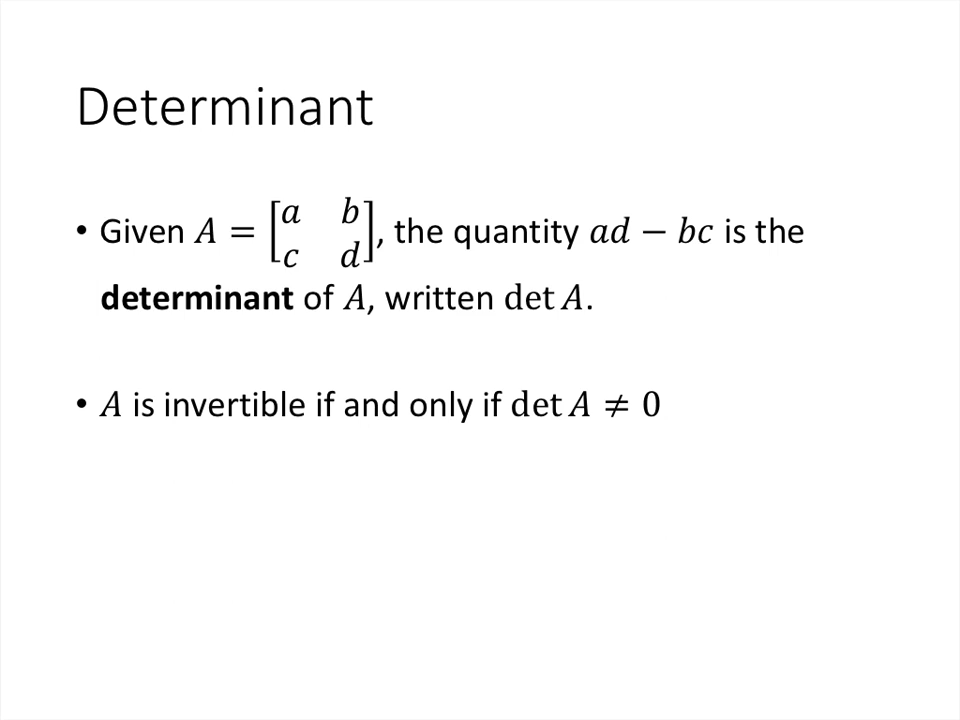 Determinant
• Given 𝐴 = [𝑎 𝑏
𝑐 𝑑], the quantity 𝑎𝑑 − 𝑏𝑐 is the
determinant of 𝐴, written det 𝐴.
• 𝐴 is invertible if and only if det 𝐴 ≠ 0